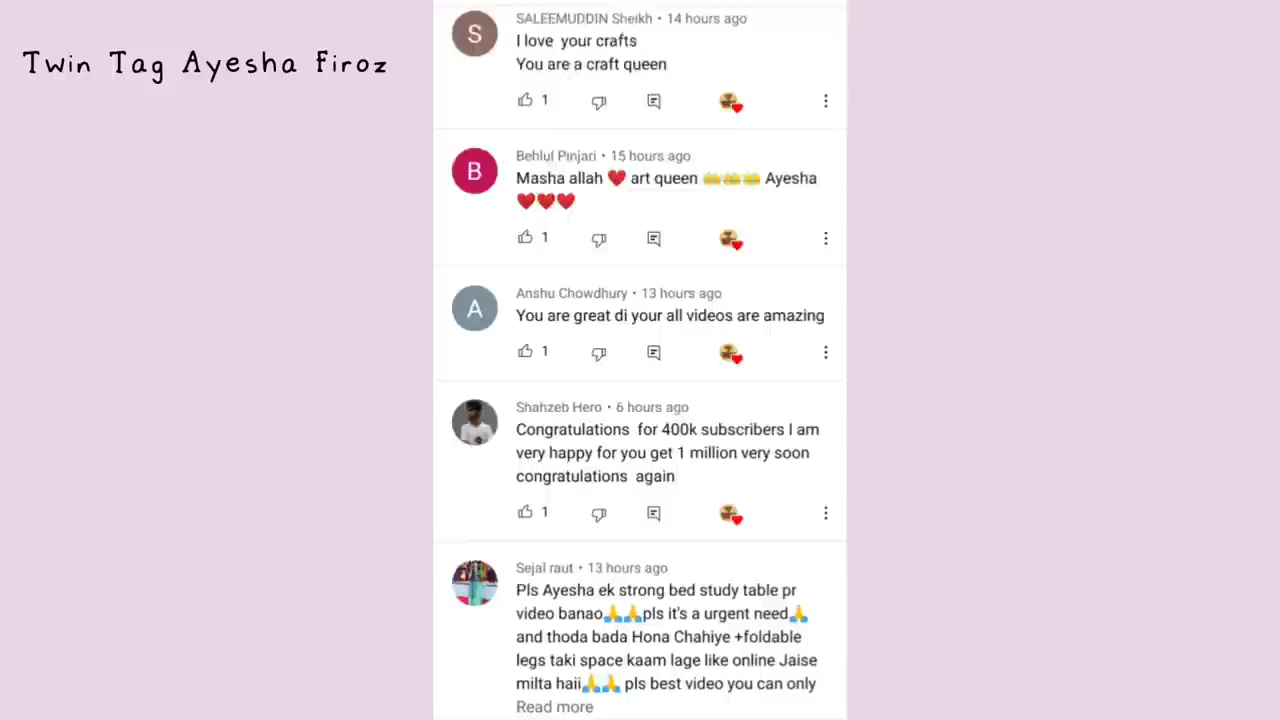 Twin Tag Ayesha Firoz
S
SALEEMUDDIN Sheikh • 14 hours ago
I love your crafts
You are a craft queen
1
B
Behlul Pinjari • 15 hours ago
Masha allah ❤️ art queen 👑👑👑 Ayesha
❤️❤️❤️
1
A
Anshu Chowdhury • 13 hours ago
You are great di your all videos are amazing
1
Shahzeb Hero • 6 hours ago
Congratulations for 400k subscribers I am
very happy for you get 1 million very soon
congratulations again
1
Sejal raut • 13 hours ago
Pls Ayesha ek strong bed study table pr
video banao🙏🙏pls it's a urgent need🙏
and thoda bada Hona Chahiye +foldable
legs taki space kaam lage like online Jaise
milta haii🙏🙏 pls best video you can only
Read more